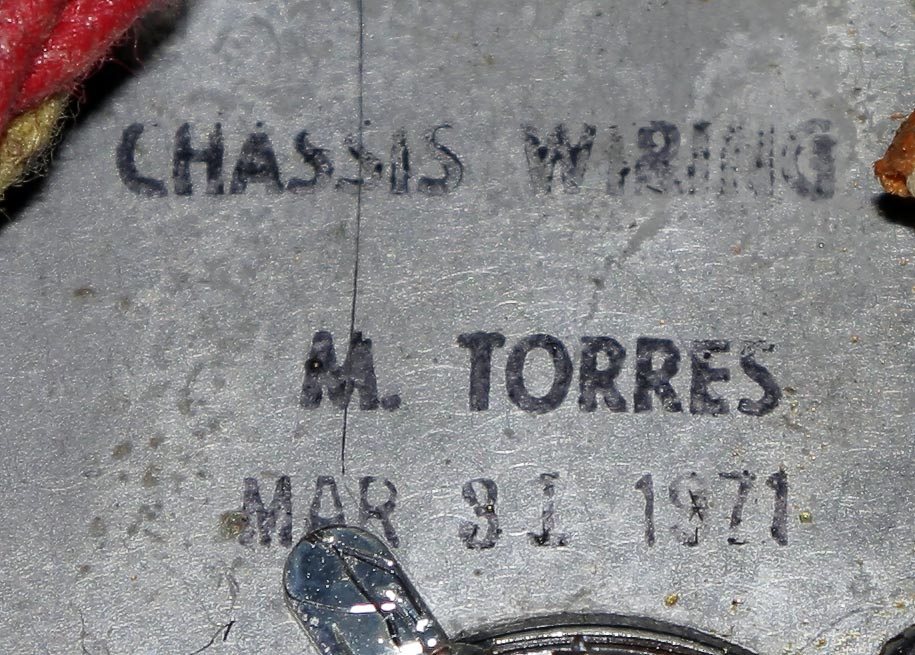 CHASSIS WIRING
M. TORRES
MAR 31 1971